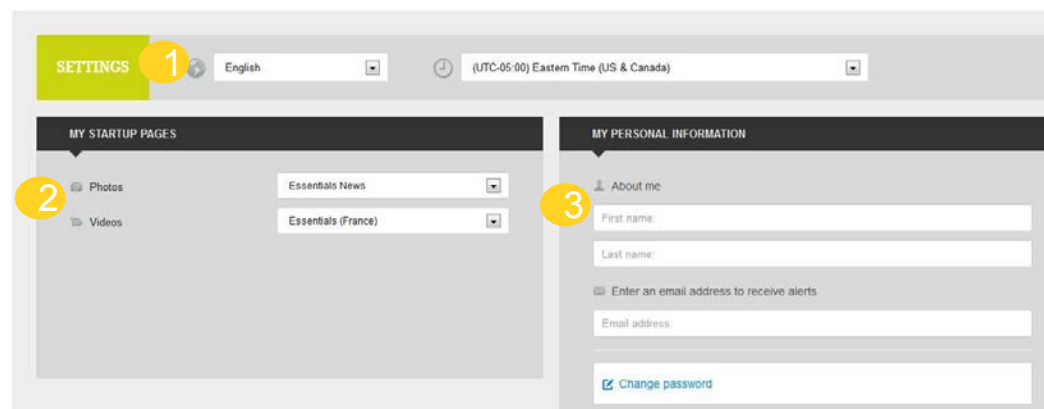 SETTINGS 1 English (UTC-05:00) Eastern Time (US & Canada)
MY STARTUP PAGES
2
Photos Essentials News
Videos Essentials (France)
MY PERSONAL INFORMATION
3
About me
First name:
Last name:
Enter an email address to receive alerts
Email address:
Change password